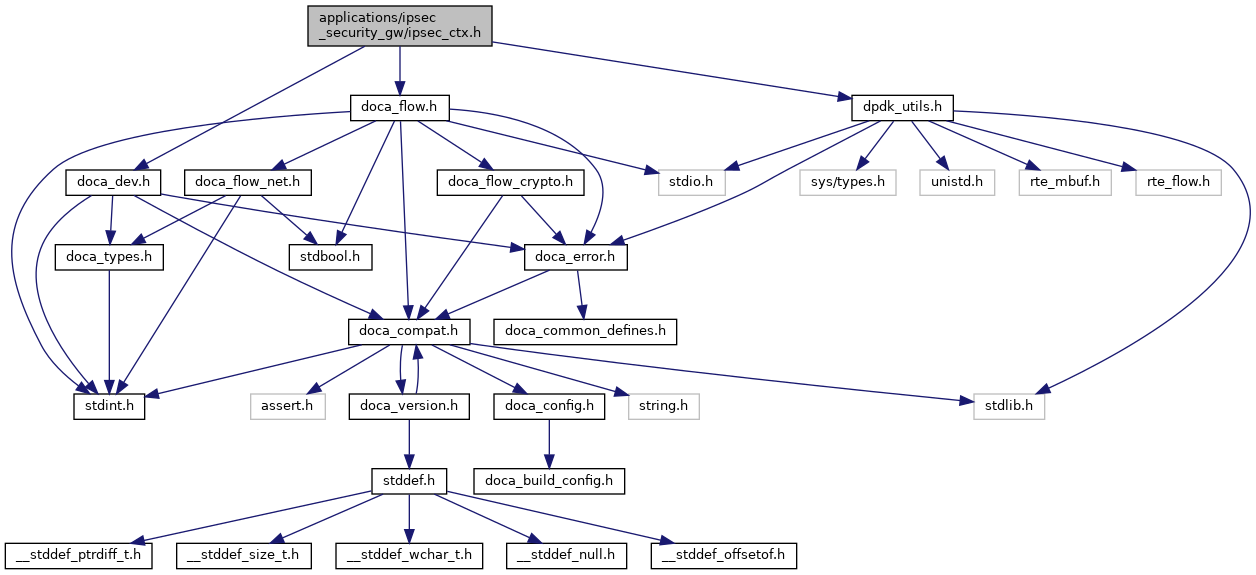 applications/ipsec
_security_gw/ipsec_ctx.h
doca_flow.h
dpdk_utils.h
doca_dev.h
doca_flow_net.h
doca_flow_crypto.h
stdio.h
sys/types.h
unistd.h
rte_mbuf.h
rte_flow.h
doca_types.h
stdbool.h
doca_error.h
doca_compat.h
doca_common_defines.h
stdint.h
assert.h
doca_version.h
doca_config.h
string.h
stdlib.h
stddef.h
doca_build_config.h
__stddef_ptrdiff_t.h
__stddef_size_t.h
__stddef_wchar_t.h
__stddef_null.h
__stddef_offsetof.h